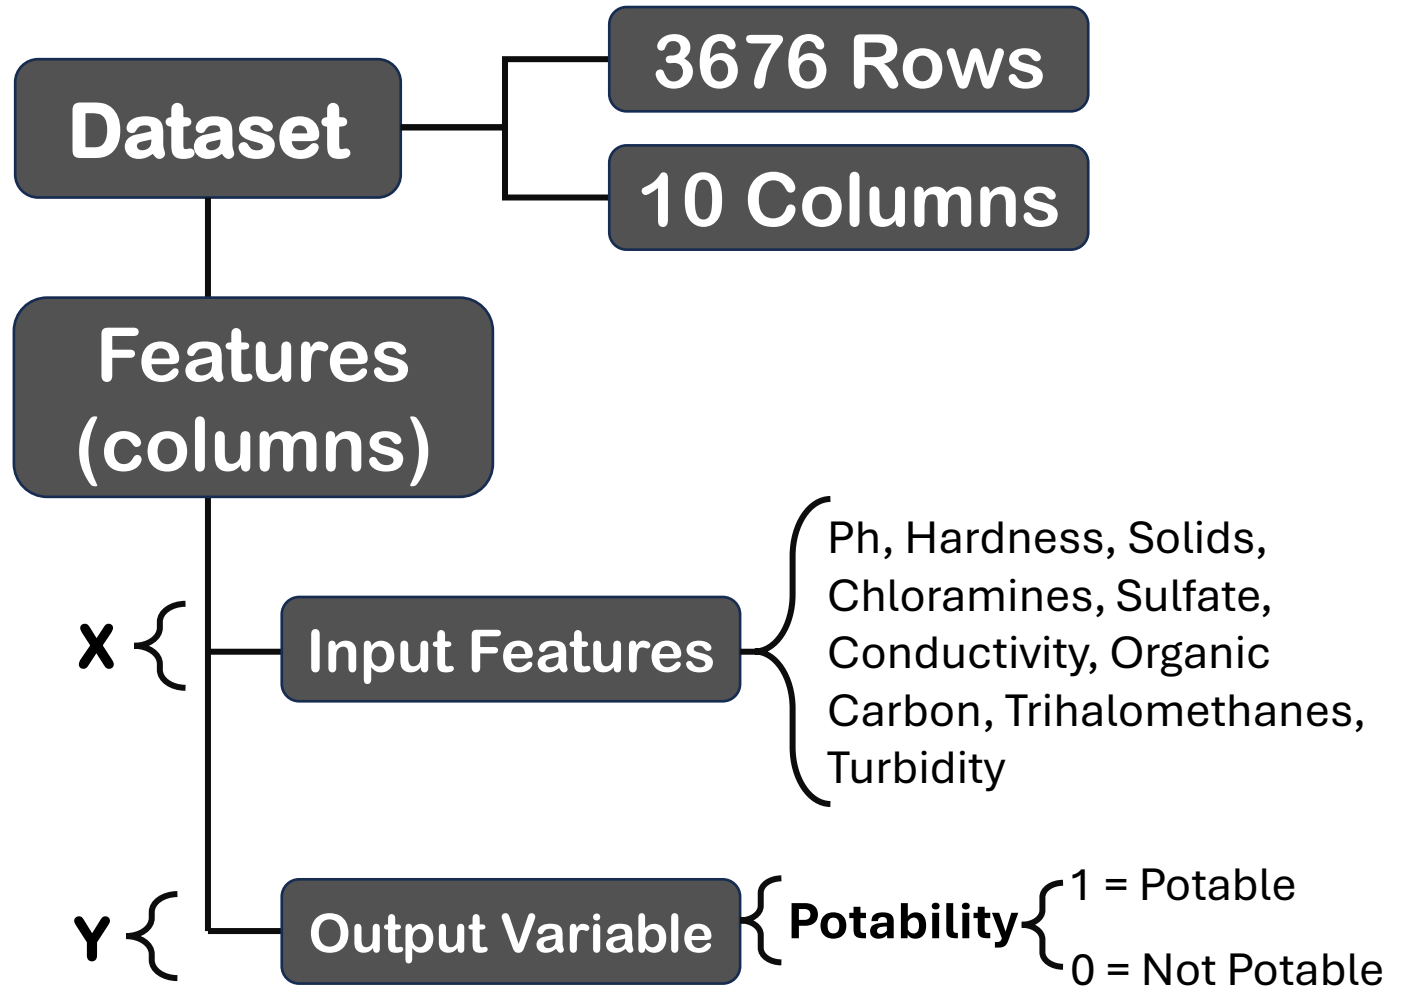 Dataset
3676 Rows
10 Columns
Features
(columns)
X
Input Features
Ph, Hardness, Solids,
Chloramines, Sulfate,
Conductivity, Organic
Carbon, Trihalomethanes,
Turbidity
Y
Output Variable
Potability
1 = Potable
0 = Not Potable